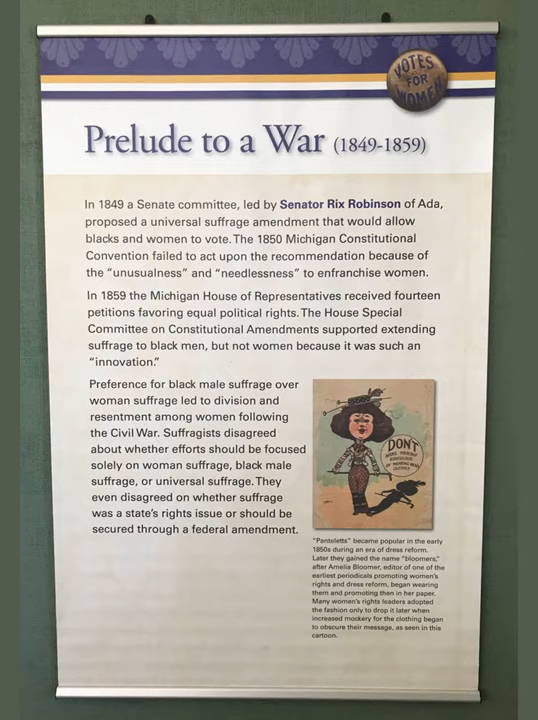 VOTES
FOR
WOMEN
Prelude to a War (1849-1859)
In 1849 a Senate committee, led by Senator Rix Robinson of Ada,
proposed a universal suffrage amendment that would allow
blacks and women to vote. The 1850 Michigan Constitutional
Convention failed to act upon the recommendation because of
the “unusualness” and “needlessness” to enfranchise women.
In 1859 the Michigan House of Representatives received fourteen
petitions favoring equal political rights. The House Special
Committee on Constitutional Amendments supported extending
suffrage to black men, but not women because it was such an
“innovation.”
Preference for black male suffrage over
woman suffrage led to division and
resentment among women following
the Civil War. Suffragists disagreed
about whether efforts should be focused
solely on woman suffrage, black male
suffrage, or universal suffrage. They
even disagreed on whether suffrage
was a state’s rights issue or should be
secured through a federal amendment.
DON'T
MAKE YOURSELF
RIDICULOUS
BY WEARING MEN'S
CLOTHES
“Panteletts” became popular in the early
1850s during an era of dress reform.
Later they gained the name “bloomers,”
after Amelia Bloomer, editor of one of the
earliest periodicals promoting women’s
rights and dress reform, began wearing
them and promoting then in her paper.
Many women’s rights leaders adopted
the fashion only to drop it later when
increased mockery for the clothing began
to obscure their message, as seen in this
cartoon.